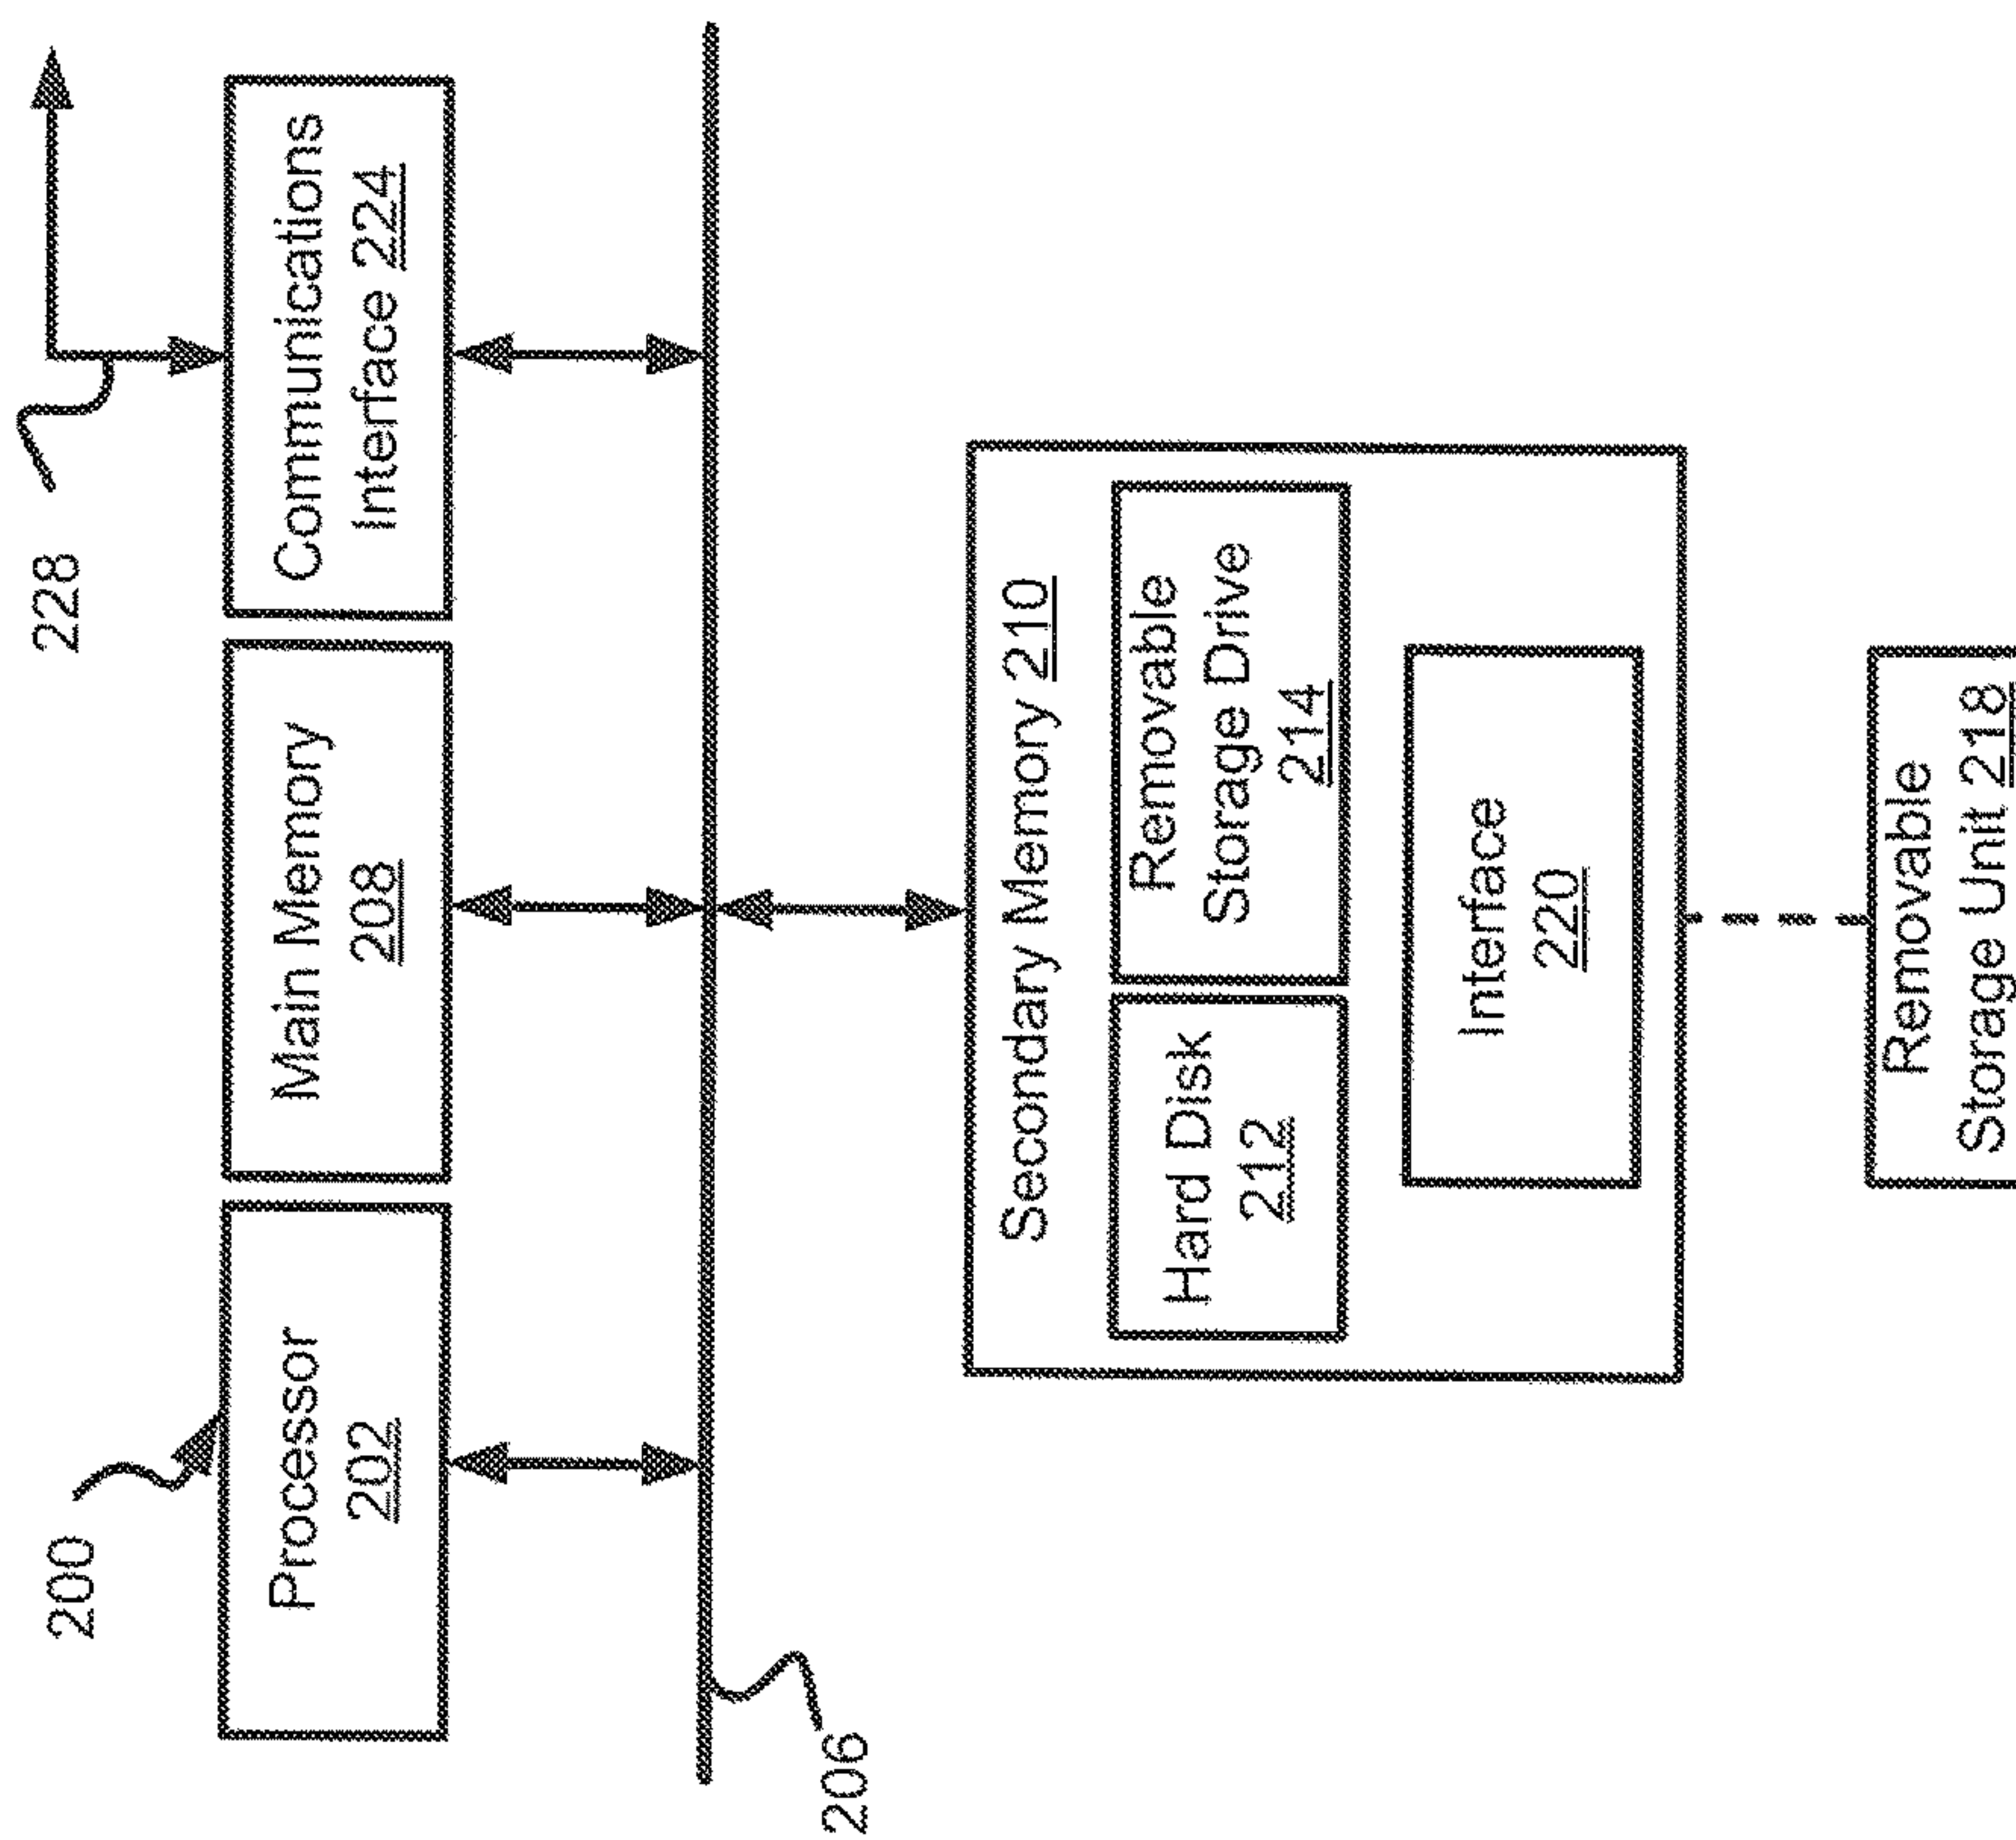 200
Processor
202
Main Memory
208
Communications
Interface 224
228
206
Secondary Memory 210
Hard Disk
212
Removable
Storage Drive
214
Interface
220
Removable
Storage Unit 218